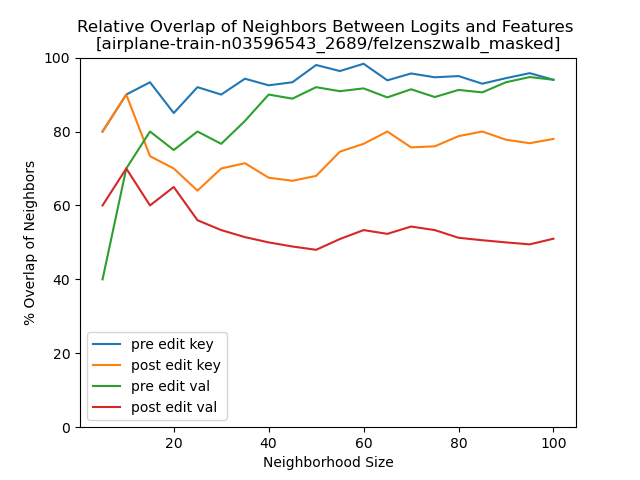 Relative Overlap of Neighbors Between Logits and Features
[airplane-train-n03596543_2689/felzenszwalb_masked]
100
80
60
40
20
0
% Overlap of Neighbors
pre edit key
post edit key
pre edit val
post edit val
20 40 60 80 100
Neighborhood Size